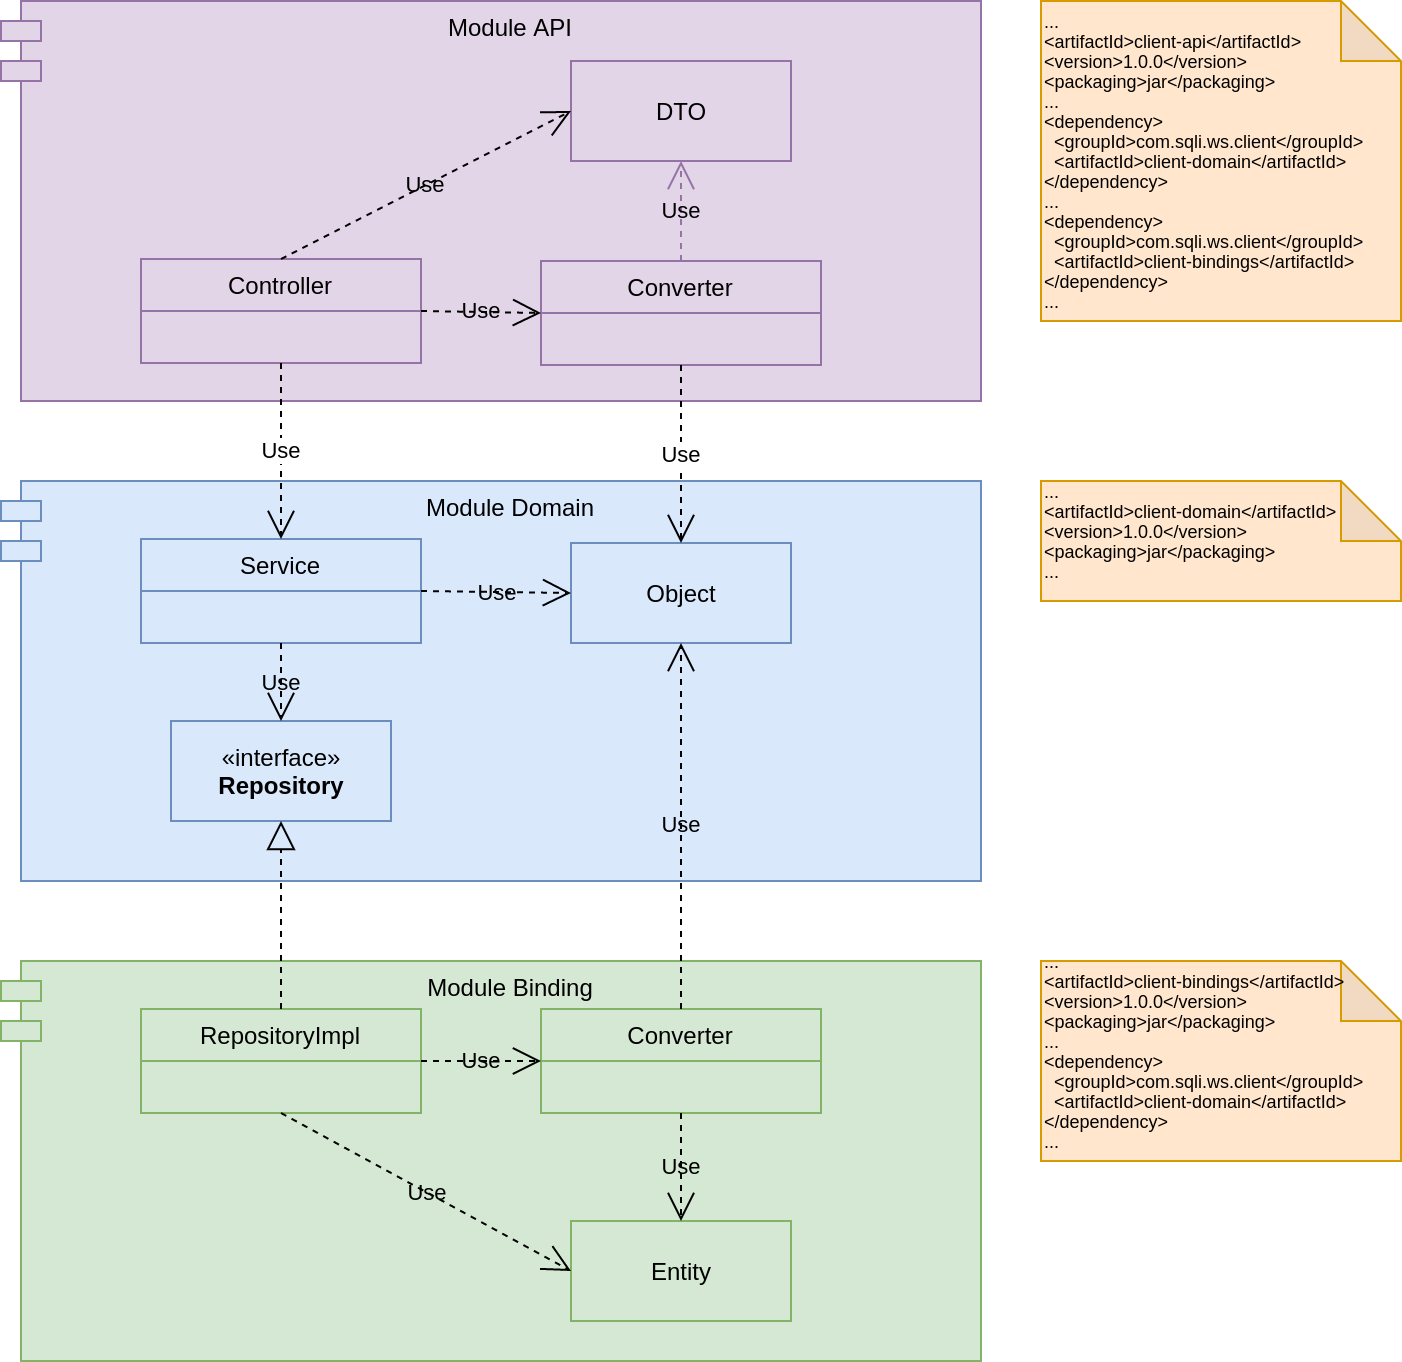 Module API
DTO
Use
Use
Controller
Converter
Use
Use
Use
Module Domain
Service
Object
Use
Use
«interface»
Repository
Use
Module Binding
RepositoryImpl
Converter
Use
Use
Use
Entity
...
<artifactId>client-api</artifactId>
<version>1.0.0</version>
<packaging>jar</packaging>
...
<dependency>
  <groupId>com.sqli.ws.client</groupId>
  <artifactId>client-domain</artifactId>
</dependency>
...
<dependency>
  <groupId>com.sqli.ws.client</groupId>
  <artifactId>client-bindings</artifactId>
</dependency>
...
...
<artifactId>client-domain</artifactId>
<version>1.0.0</version>
<packaging>jar</packaging>
...
...
<artifactId>client-bindings</artifactId>
<version>1.0.0</version>
<packaging>jar</packaging>
...
<dependency>
  <groupId>com.sqli.ws.client</groupId>
  <artifactId>client-domain</artifactId>
</dependency>
...